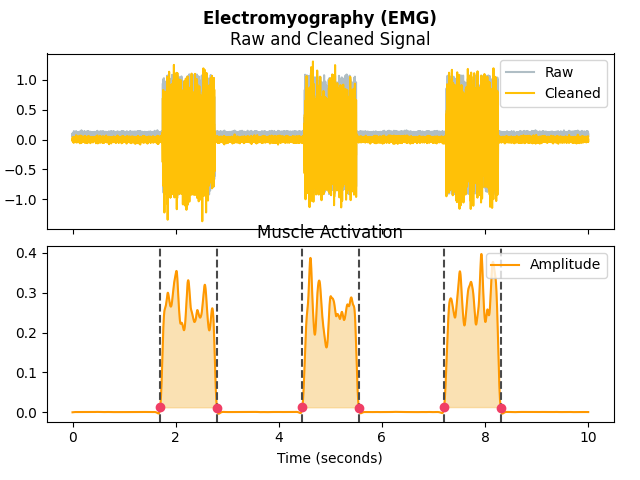 Electromyography (EMG)
Raw and Cleaned Signal
Raw
Cleaned
1.0
0.5
0.0
−0.5
−1.0
Muscle Activation
Amplitude
0.4
0.3
0.2
0.1
0.0
0 2 4 6 8 10
Time (seconds)